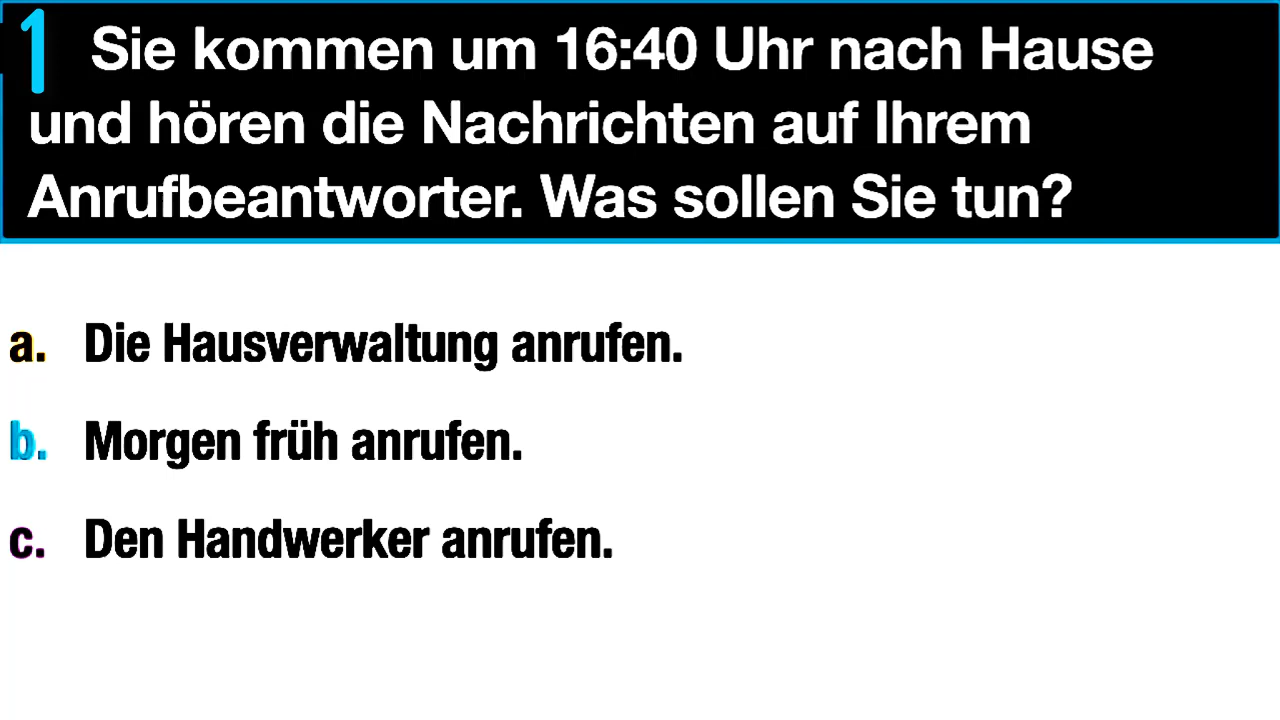 1 Sie kommen um 16:40 Uhr nach Hause
und hören die Nachrichten auf Ihrem
Anrufbeantworter. Was sollen Sie tun?
a. Die Hausverwaltung anrufen.
b. Morgen früh anrufen.
c. Den Handwerker anrufen.